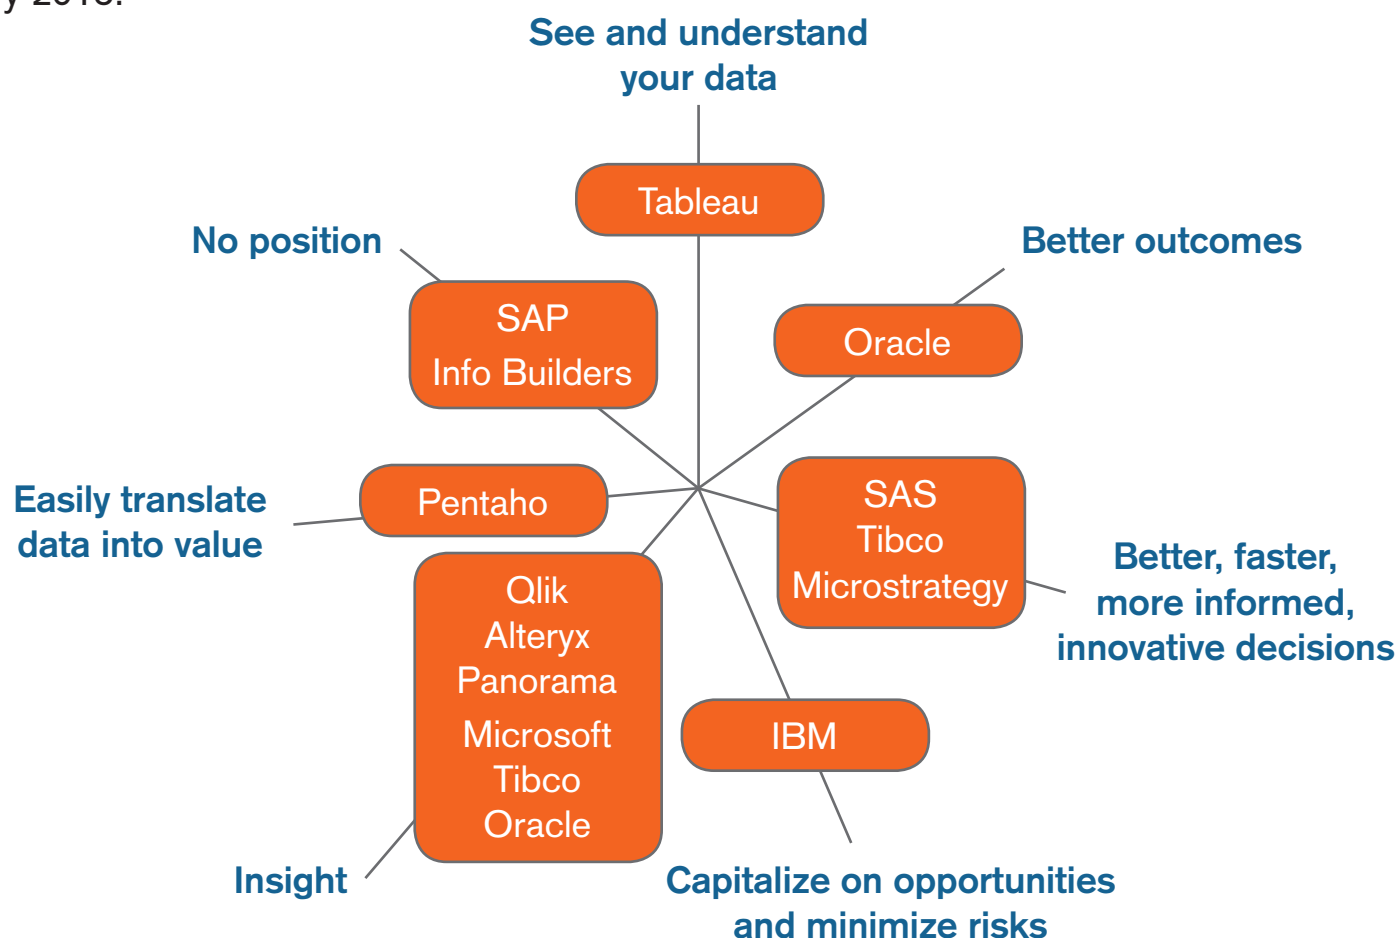 y 2015.
See and understand
your data
Tableau
No position
Better outcomes
SAP
Info Builders
Oracle
Easily translate
data into value
Pentaho
SAS
Tibco
Microstrategy
Better, faster,
more informed,
innovative decisions
Qlik
Alteryx
Panorama
Microsoft
Tibco
Oracle
IBM
Insight
Capitalize on opportunities
and minimize risks